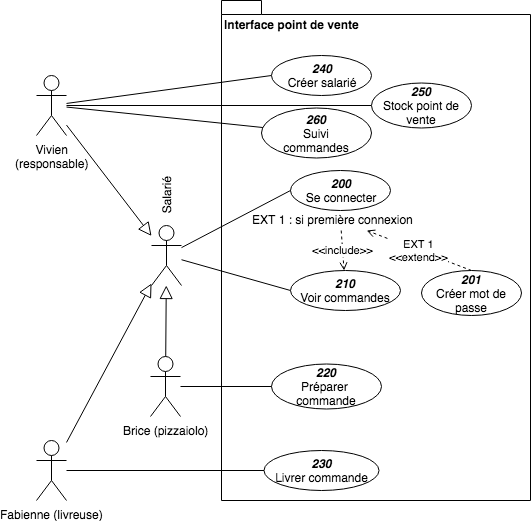 Interface point de vente
240
Créer salarié
250
Stock point de
vente
260
Suivi
commandes
Vivien
(responsable)
Salarié
200
Se connecter
EXT 1 : si première connexion
EXT 1
<<include>>
<<extend>>
210
Voir commandes
201
Créer mot de
passe
220
Préparer
commande
Brice (pizzaiolo)
230
Livrer commande
Fabienne (livreuse)